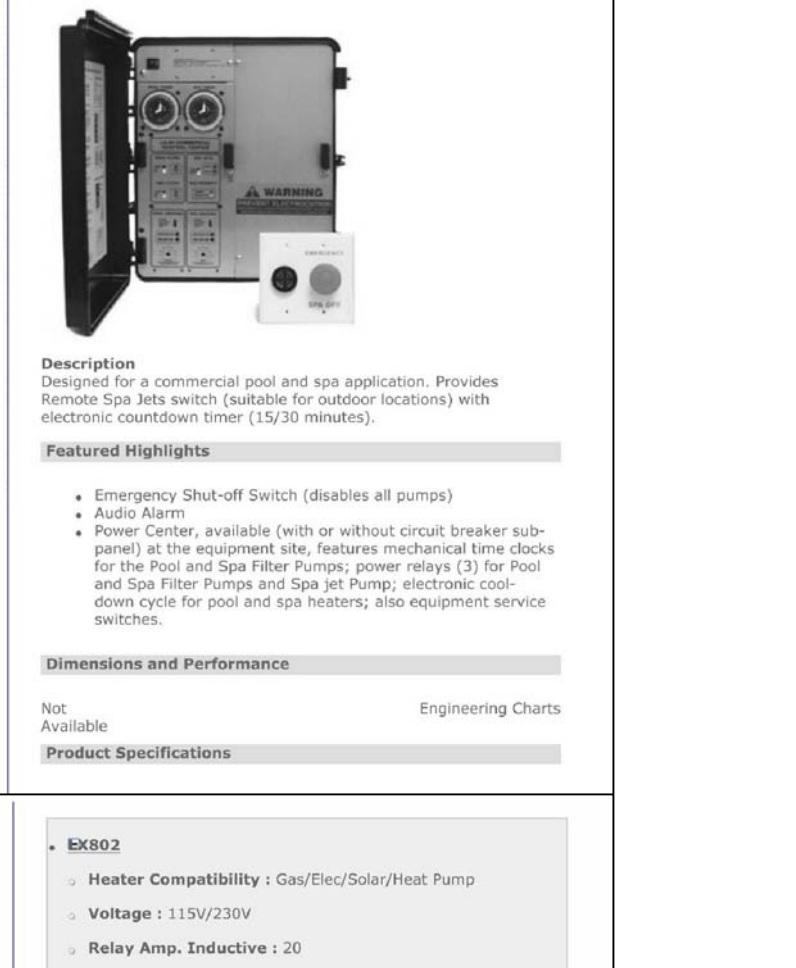 WARNING
PREVENT ELECTROCUTION
EMERGENCY
SPA OFF
Description
Designed for a commercial pool and spa application. Provides
Remote Spa Jets switch (suitable for outdoor locations) with
electronic countdown timer (15/30 minutes).
Featured Highlights
• Emergency Shut-off Switch (disables all pumps)
• Audio Alarm
• Power Center, available (with or without circuit breaker sub-
panel) at the equipment site, features mechanical time clocks
for the Pool and Spa Filter Pumps; power relays (3) for Pool
and Spa Filter Pumps and Spa jet Pump; electronic cool-
down cycle for pool and spa heaters; also equipment service
switches.
Dimensions and Performance
Not Engineering Charts
Available
Product Specifications
• EX802
○ Heater Compatibility : Gas/Elec/Solar/Heat Pump
○ Voltage : 115V/230V
○ Relay Amp. Inductive : 20